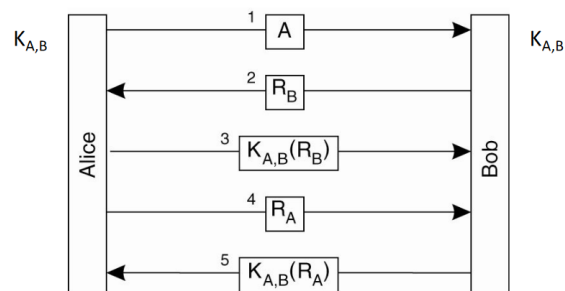 K_A,B
1 A
K_A,B
2 R_B
Alice
3 K_A,B(R_B)
Bob
4 R_A
5 K_A,B(R_A)